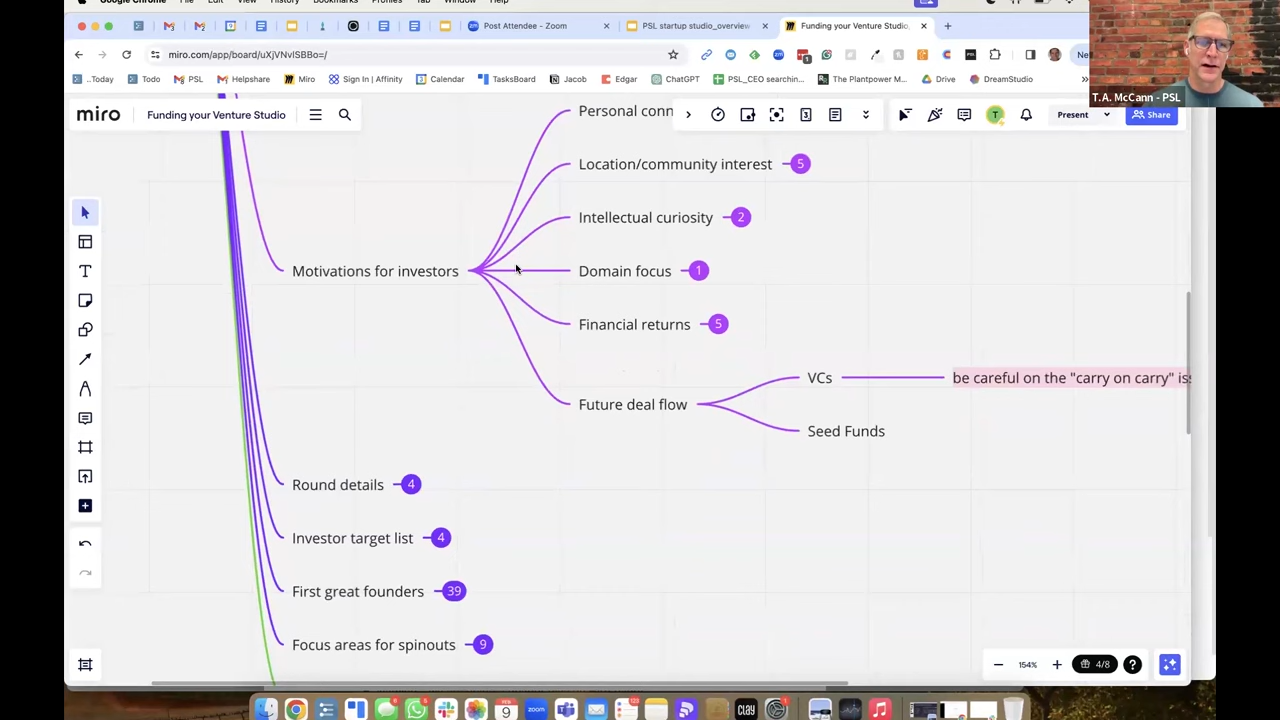 Post Attendee - Zoom
PSL startup studio_overview
Funding your Venture Studio
miro.com/app/board/uXjVNvlSBBo=/
..Today
Todo
PSL
Helpshare
Miro
Sign In | Affinity
Calendar
TasksBoard
Jacob
Edgar
ChatGPT
PSL_CEO searchin...
The Plantpower M...
Drive
DreamStudio
T.A. McCann - PSL
miro
Funding your Venture Studio
Present
Share
Personal conn
Location/community interest
5
Intellectual curiosity
2
Motivations for investors
Domain focus
1
Financial returns
5
VCs
be careful on the "carry on carry" is
Future deal flow
Seed Funds
Round details
4
Investor target list
4
First great founders
39
Focus areas for spinouts
9
154%
4/8